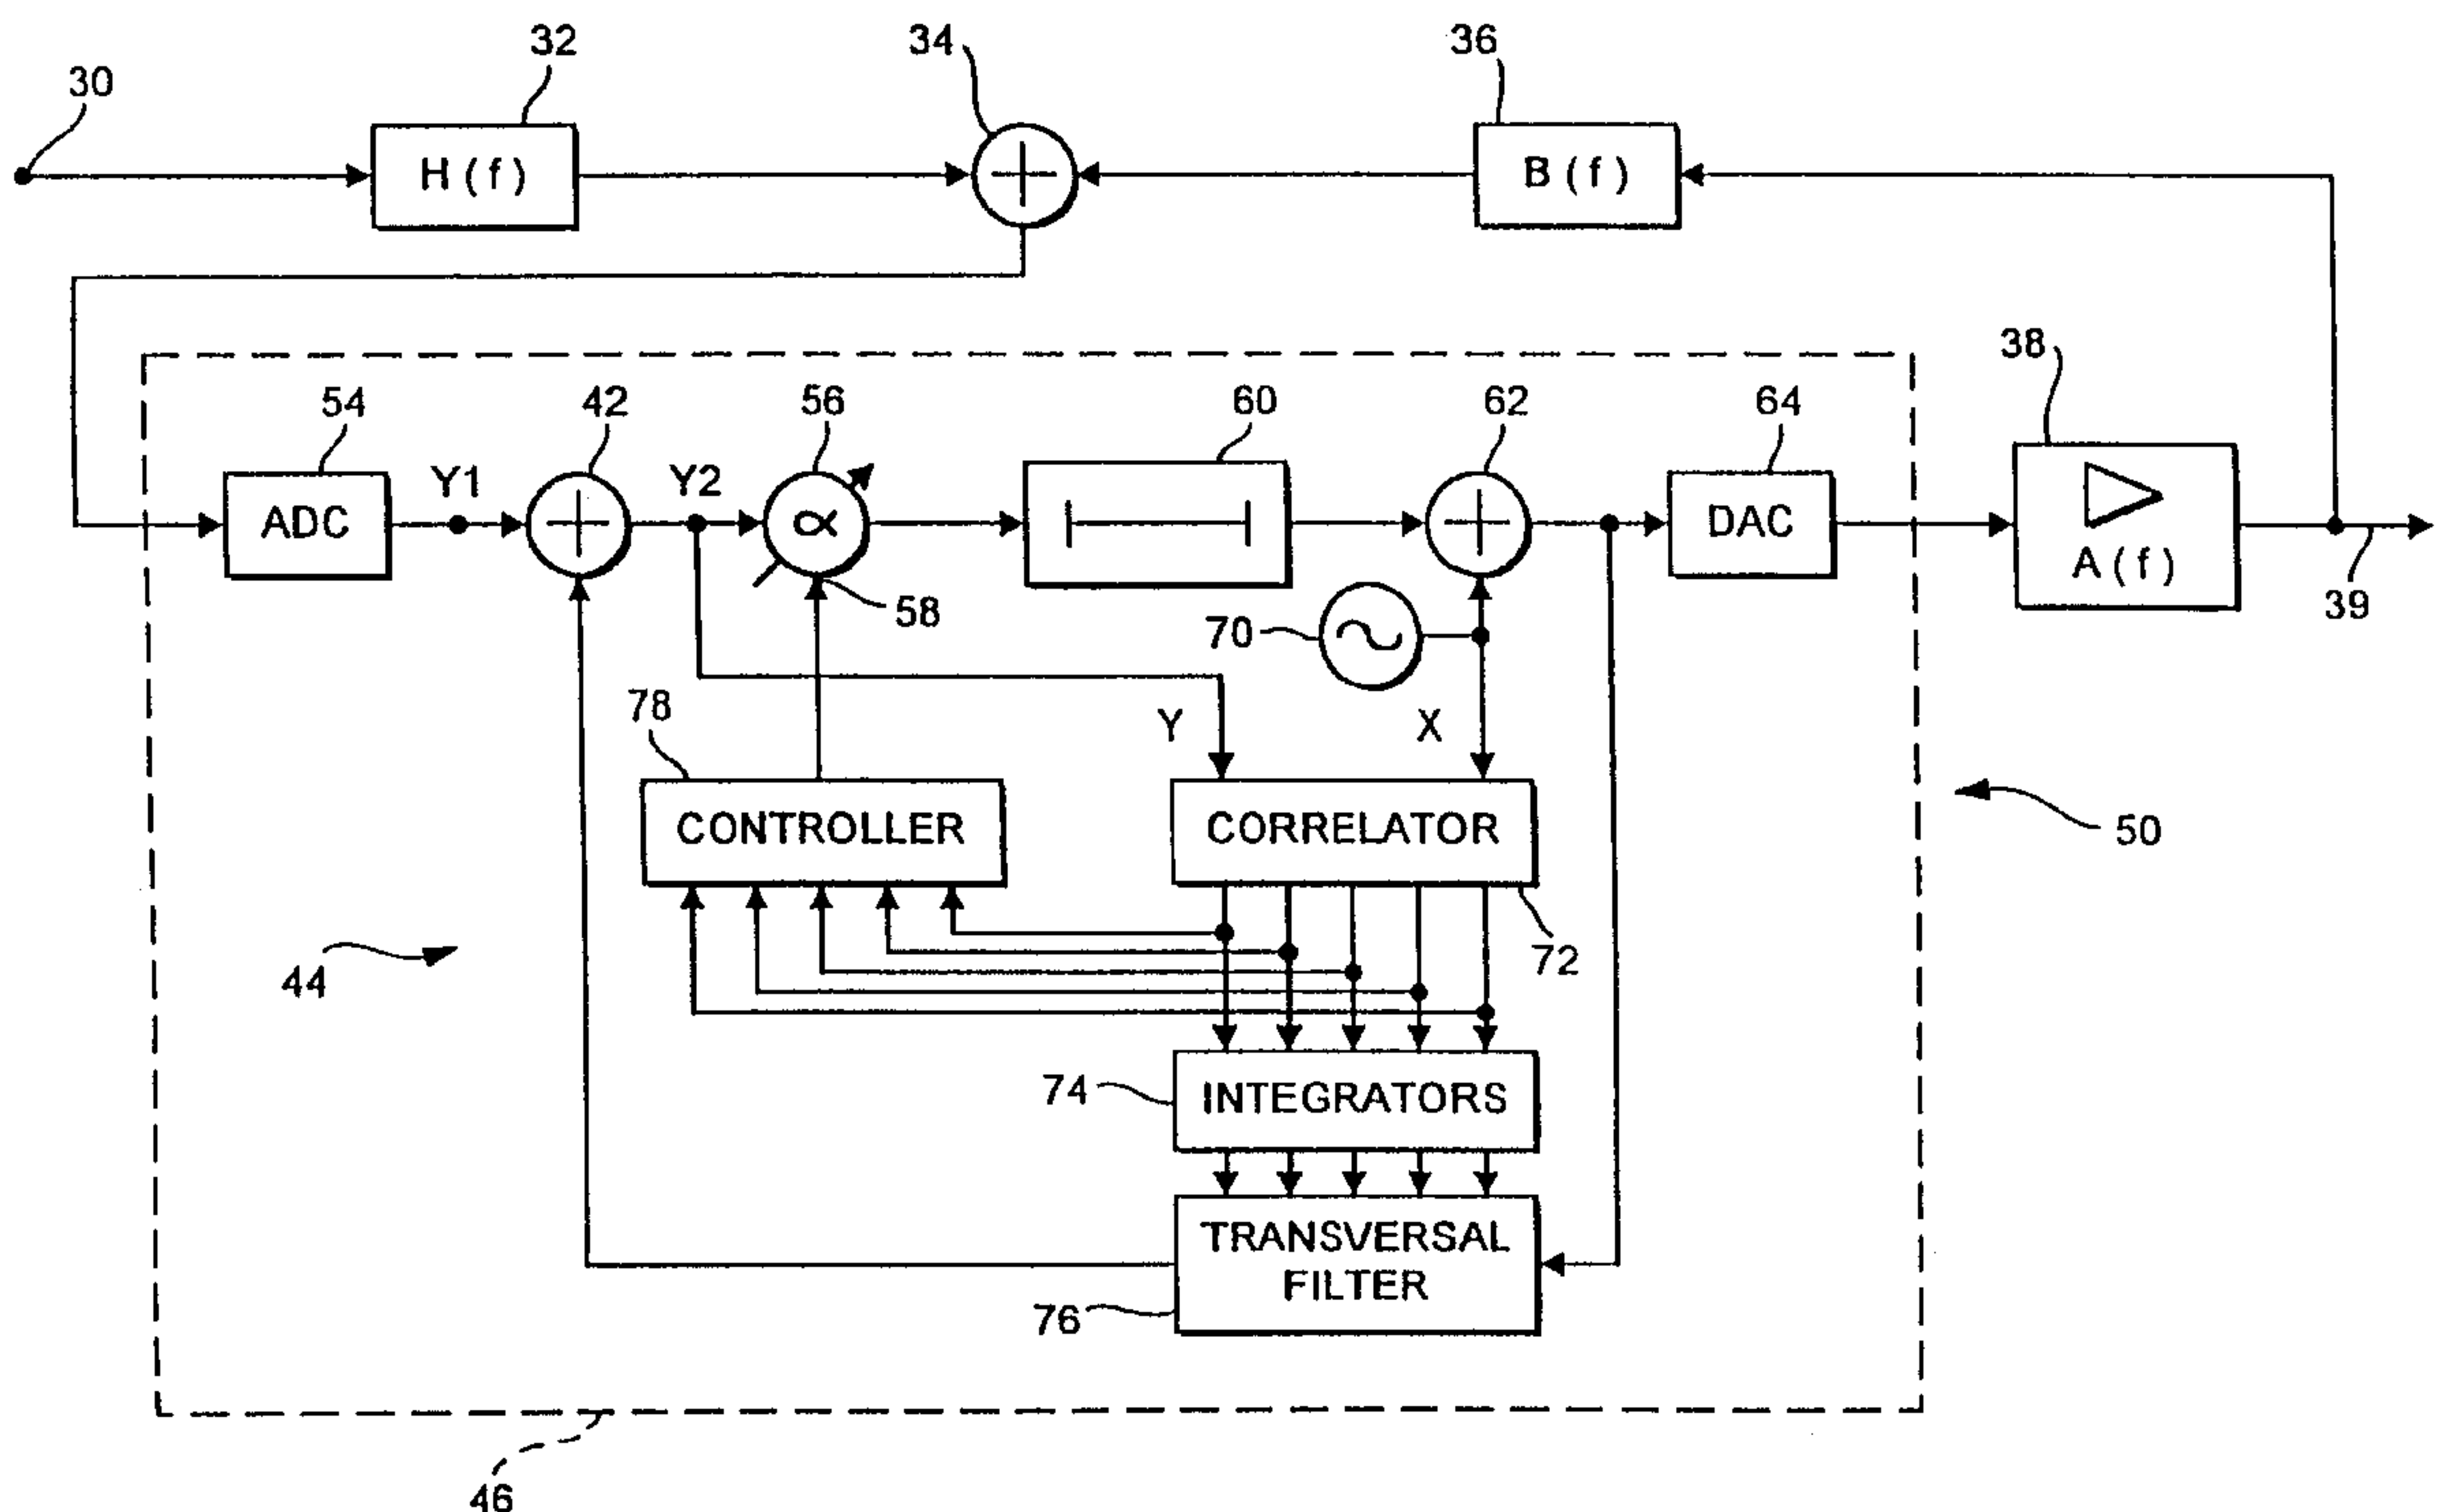 30
32
34
36
H(f)
B(f)
38
54
42
56
60
62
64
ADC
Y1
Y2
α
DAC
A(f)
58
70
39
78
Y
X
CONTROLLER
CORRELATOR
50
44
72
74
INTEGRATORS
TRANSVERSAL
FILTER
76
46